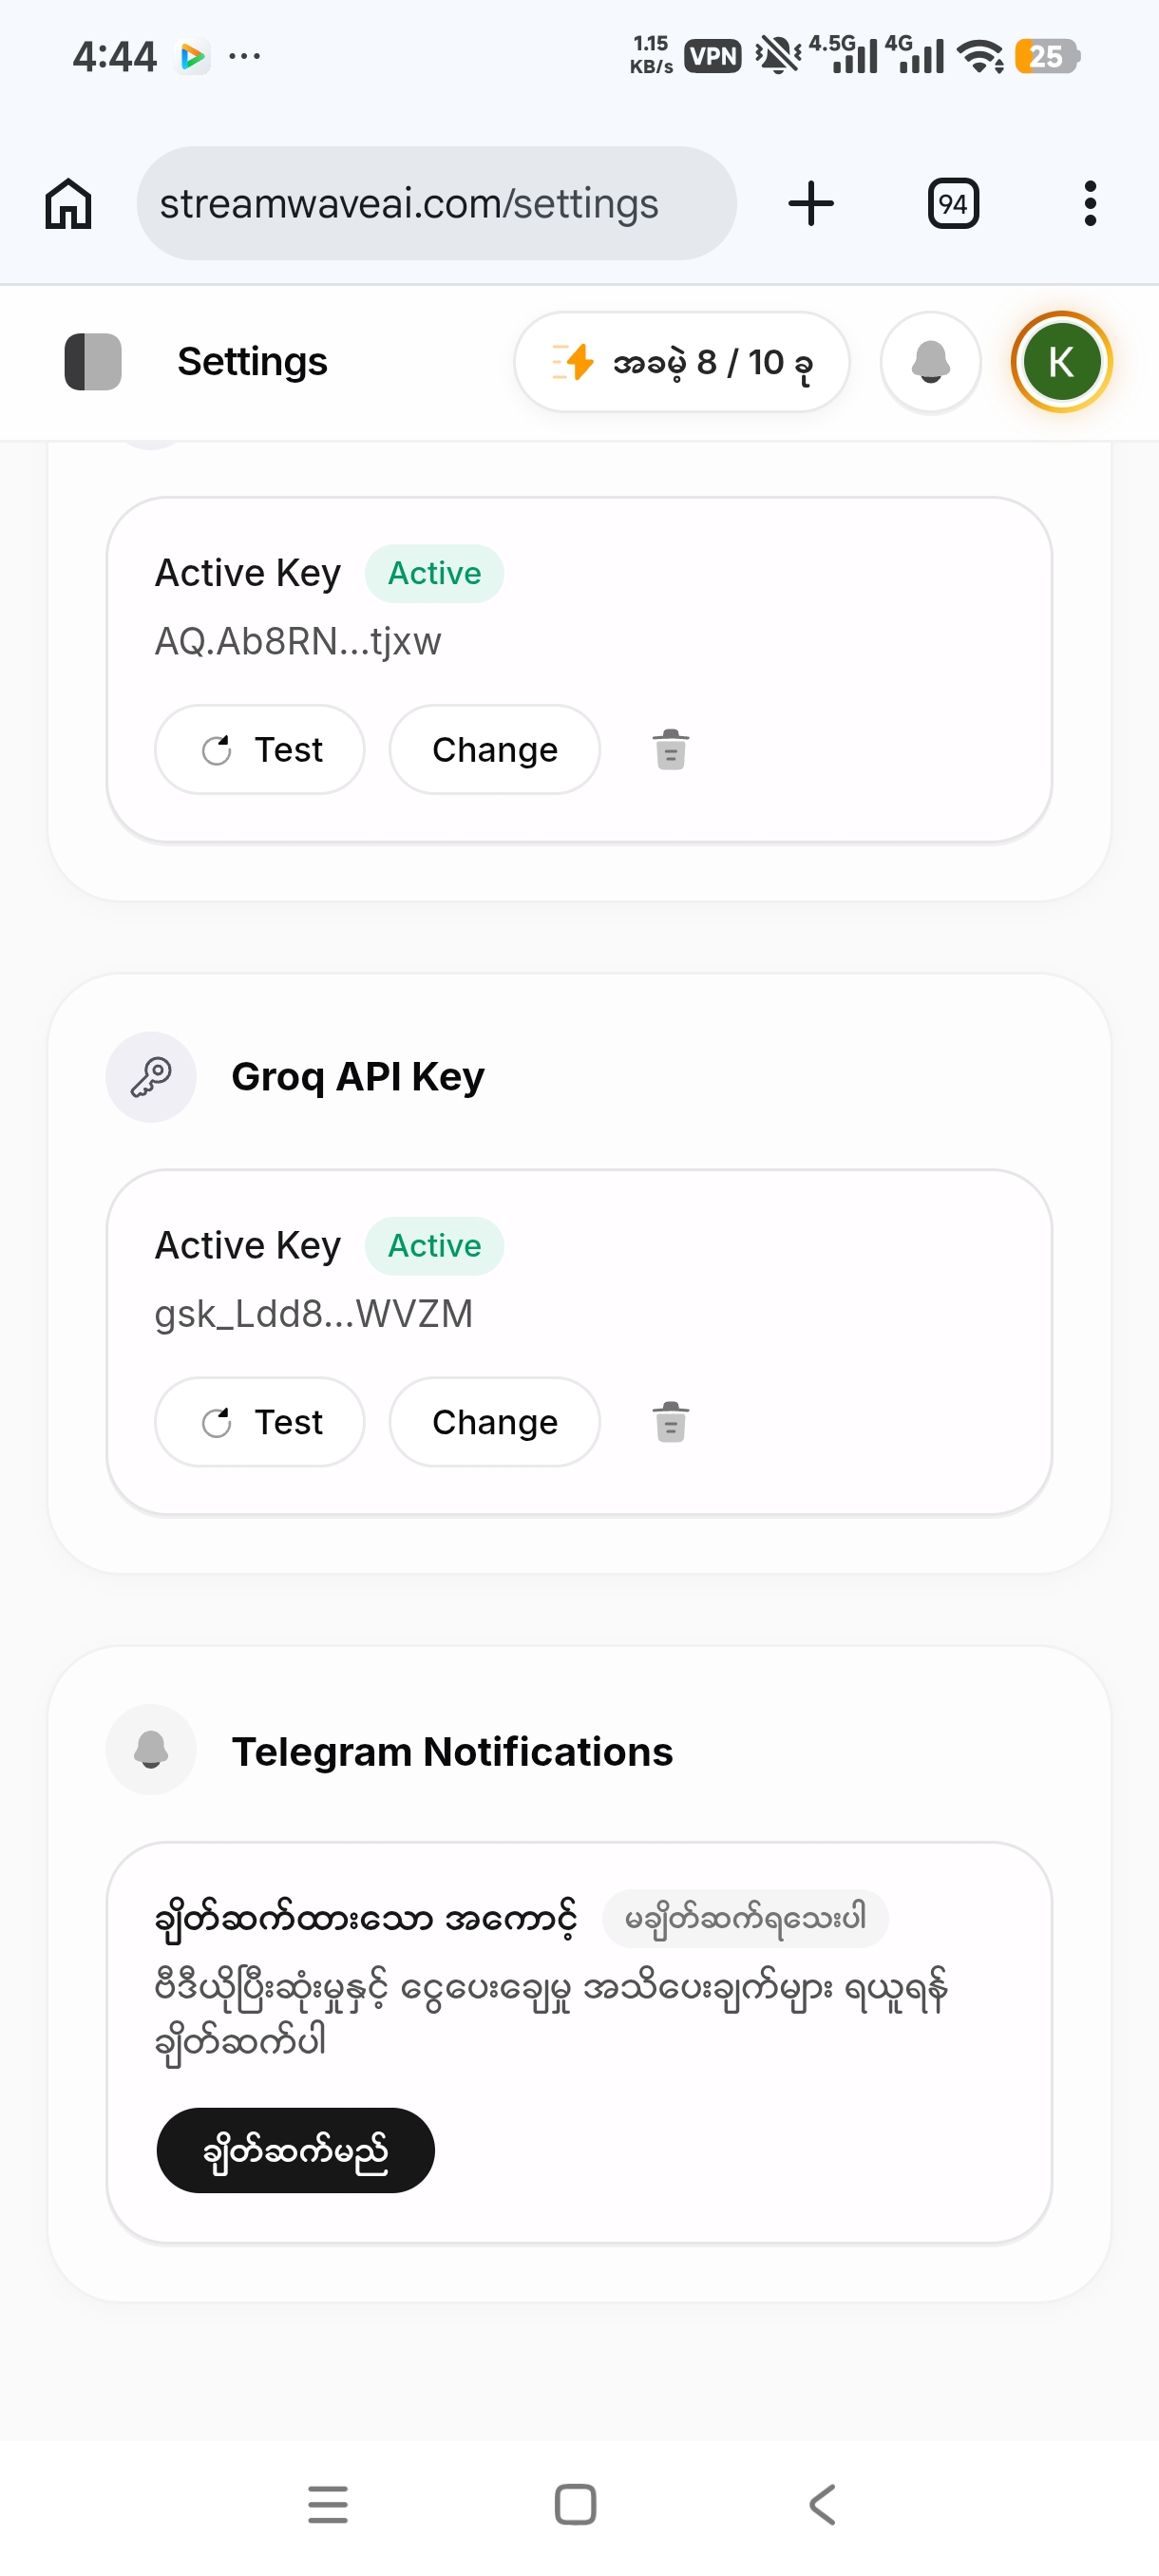 4:44
1.15
KB/s
VPN
4.5G
4G
25
streamwaveai.com/settings
94
Settings
အခမဲ့ 8 / 10 ခု
K
Active Key Active
AQ.Ab8RN...tjxw
Test Change
Groq API Key
Active Key Active
gsk_Ldd8...WVZM
Test Change
Telegram Notifications
ချိတ်ဆက်ထားသော အကောင့် မချိတ်ဆက်ရသေးပါ
ဗီဒီယိုပြီးဆုံးမှုနှင့် ငွေပေးချေမှု အသိပေးချက်များ ရယူရန်
ချိတ်ဆက်ပါ
ချိတ်ဆက်မည်